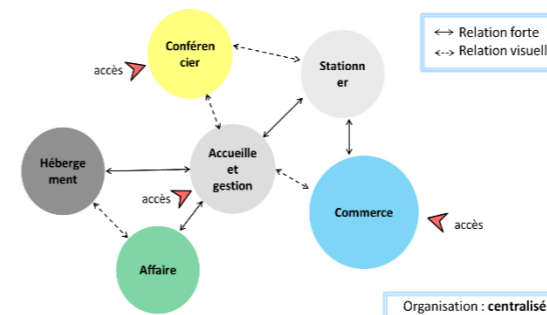 Conféren
cier
accès
Stationn
er
Relation forte
Relation visuell
Héberge
ment
Accueille
et
gestion
accès
Commerce
accès
Affaire
Organisation : centralisé